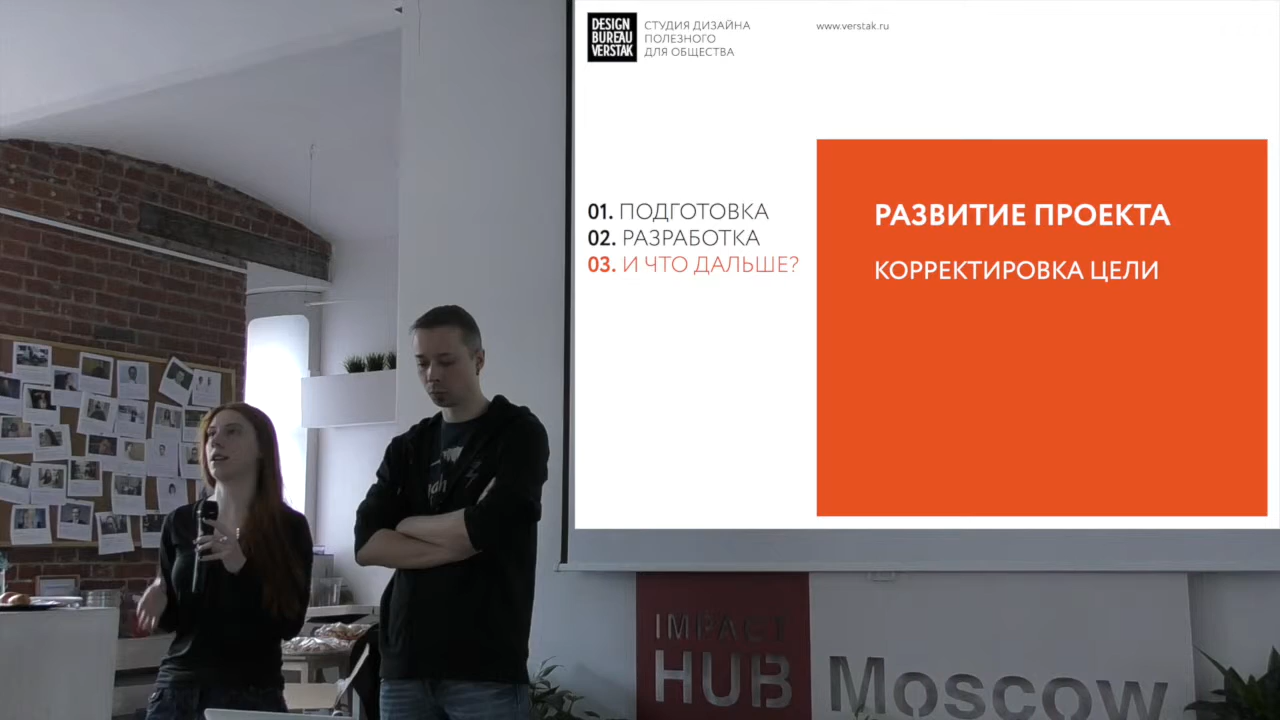 DESIGN
BUREAU
VERSTAK
СТУДИЯ ДИЗАЙНА
ПОЛЕЗНОГО
ДЛЯ ОБЩЕСТВА
www.verstak.ru
01. ПОДГОТОВКА
02. РАЗРАБОТКА
03. И ЧТО ДАЛЬШЕ?
РАЗВИТИЕ ПРОЕКТА
КОРРЕКТИРОВКА ЦЕЛИ
IMPACT
HUB
Moscow